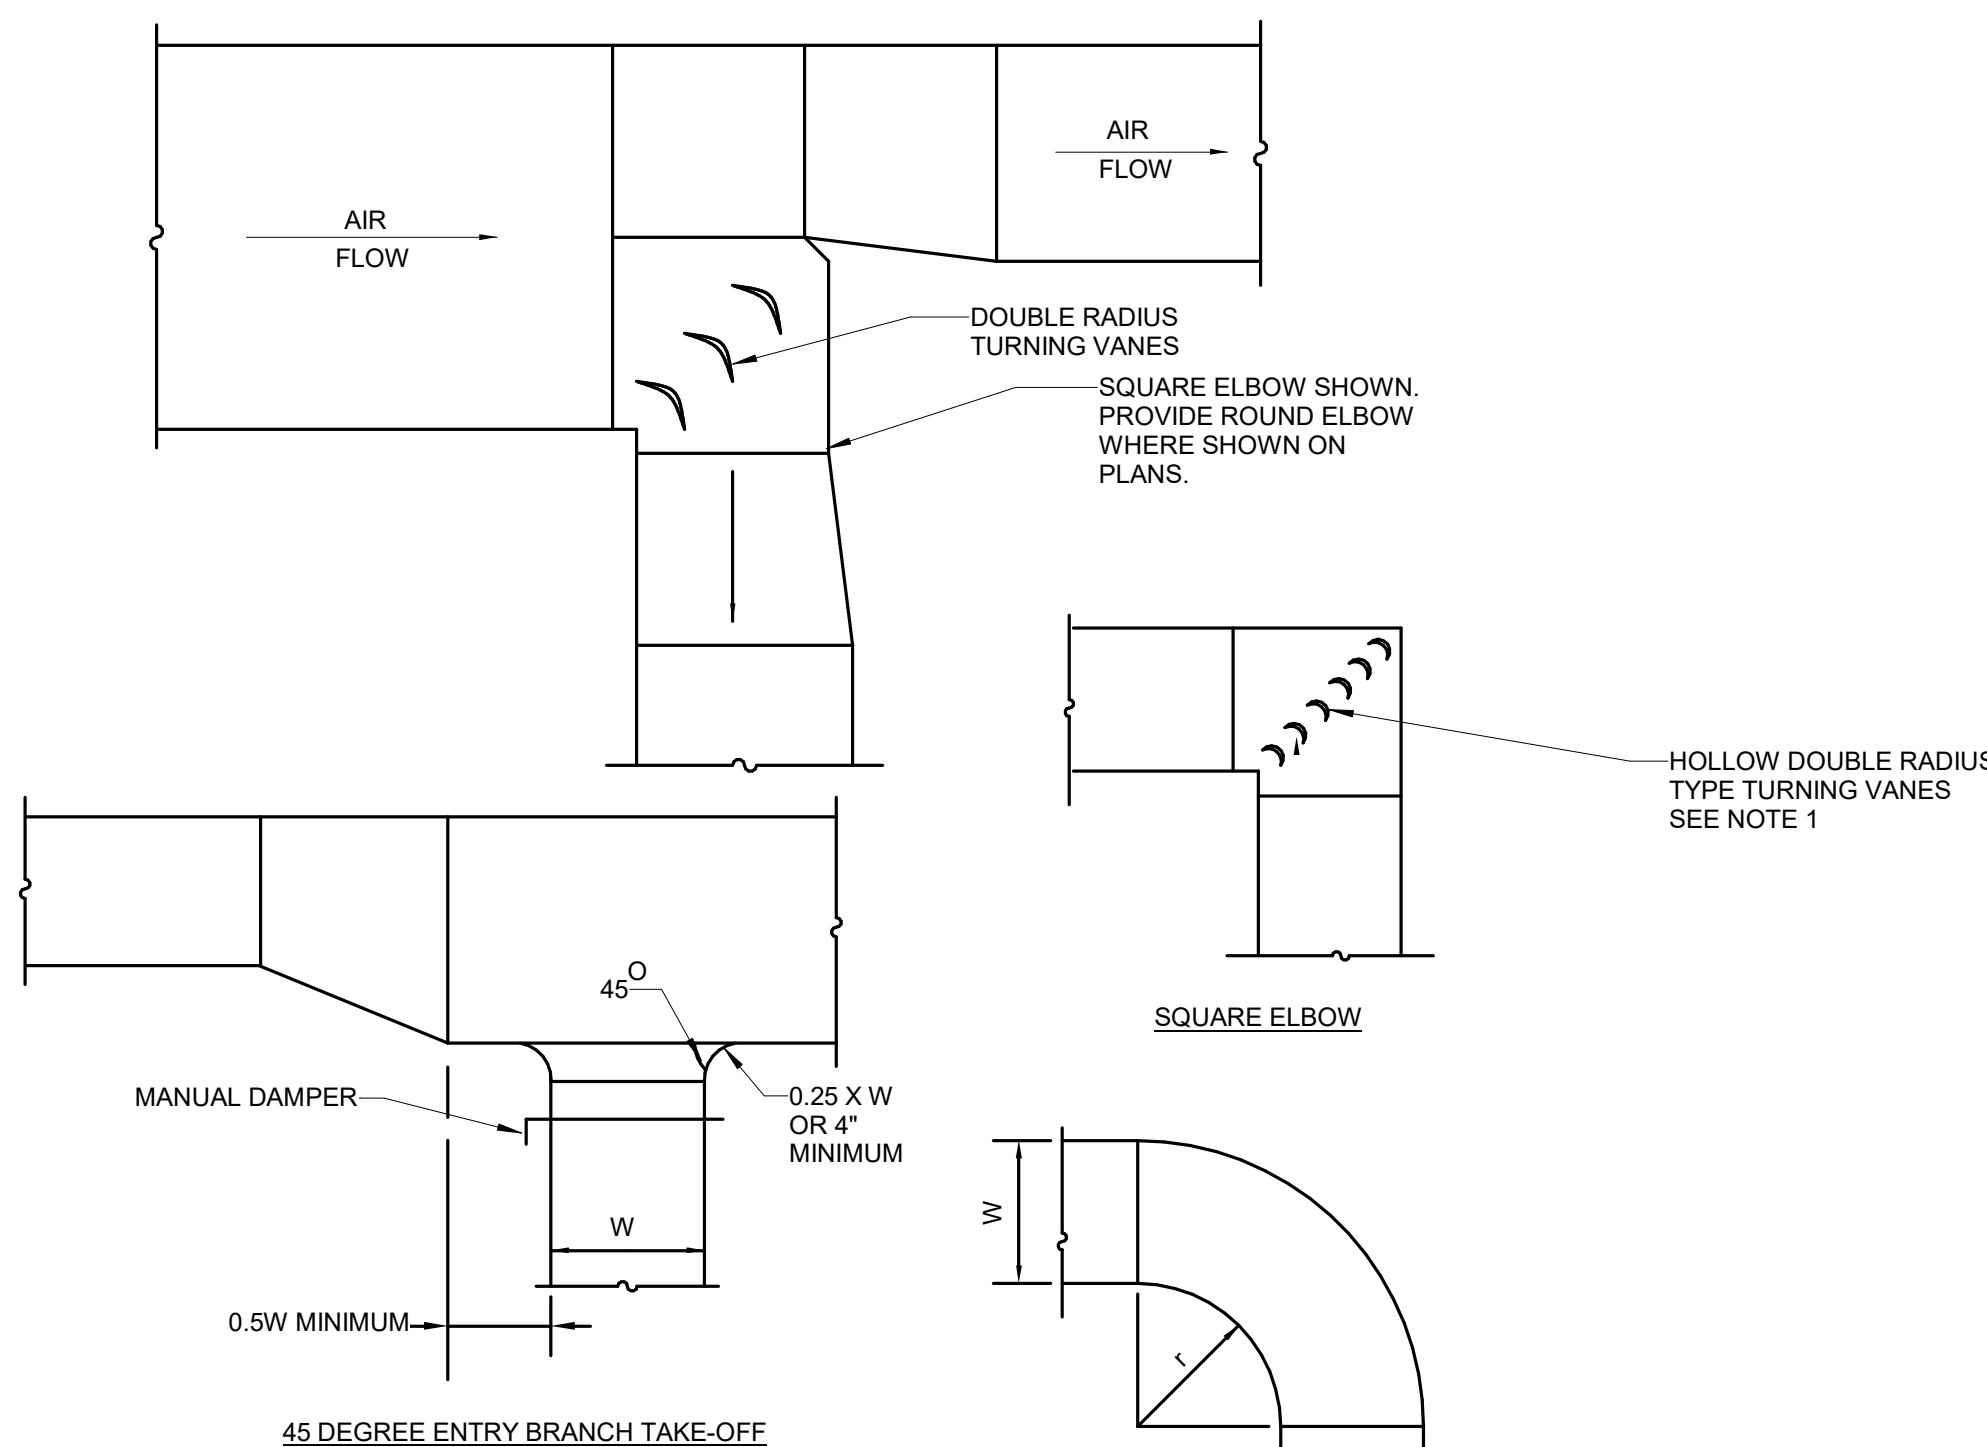 AIR
FLOW
AIR
FLOW
DOUBLE RADIUS
TURNING VANES
SQUARE ELBOW SHOWN.
PROVIDE ROUND ELBOW
WHERE SHOWN ON
PLANS.
HOLLOW DOUBLE RADIUS
TYPE TURNING VANES
SEE NOTE 1
SQUARE ELBOW
45O
MANUAL DAMPER
0.25 X W
OR 4"
MINIMUM
W
0.5W MINIMUM
45 DEGREE ENTRY BRANCH TAKE-OFF
W
r